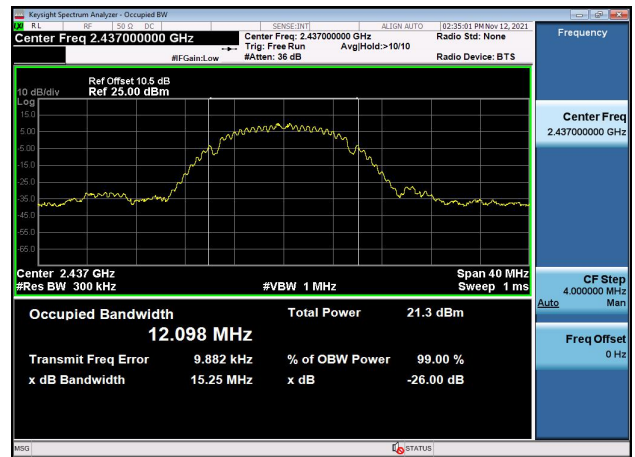 Keysight Spectrum Analyzer - Occupied BW
RL RF 50 Ω DC SENSE:INT ALIGN AUTO 02:35:01 PM Nov 12, 2021
Center Freq 2.437000000 GHz
Center Freq: 2.437000000 GHz Radio Std: None
Trig: Free Run Avg|Hold:>10/10
#IFGain:Low #Atten: 36 dB Radio Device: BTS
Frequency
Ref Offset 10.5 dB
10 dB/div Ref 25.00 dBm
Log
15.0
5.00
-5.00
-15.0
-25.0
-35.0
-45.0
-55.0
-65.0
Center 2.437 GHz Span 40 MHz
#Res BW 300 kHz #VBW 1 MHz Sweep 1 ms
Occupied Bandwidth Total Power 21.3 dBm
12.098 MHz
Transmit Freq Error 9.882 kHz % of OBW Power 99.00 %
x dB Bandwidth 15.25 MHz x dB -26.00 dB
Center Freq
2.437000000 GHz
CF Step
4.000000 MHz
Auto Man
Freq Offset
0 Hz
MSG STATUS